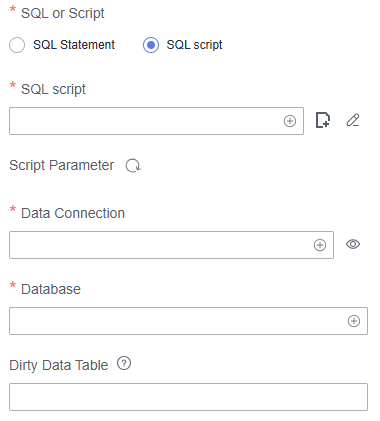 * SQL or Script
SQL Statement SQL script
* SQL script
Script Parameter
* Data Connection
* Database
Dirty Data Table ?